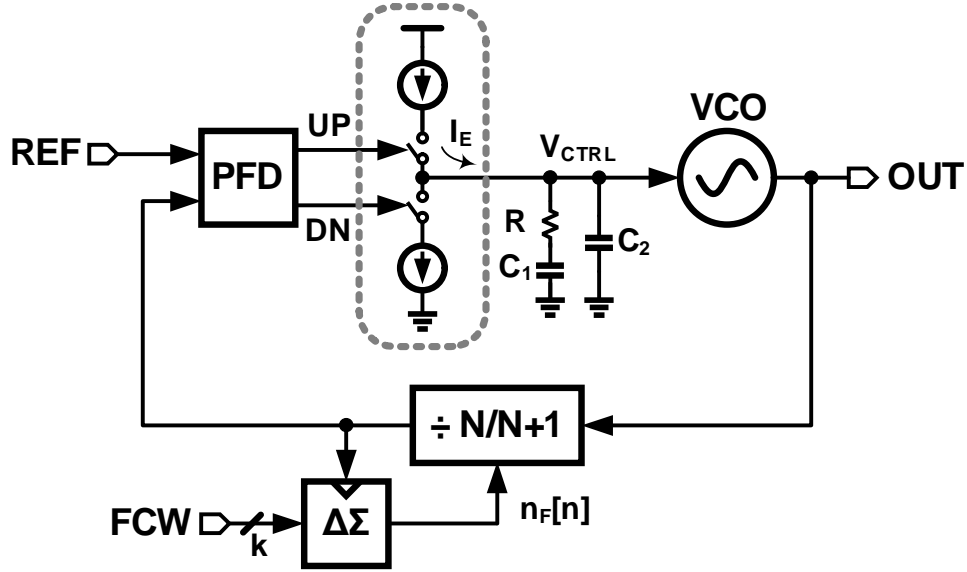 VCO
UP
I_E
REF
PFD
V_CTRL
OUT
DN
R
C_1
C_2
÷ N/N+1
n_F[n]
FCW
k
ΔΣ